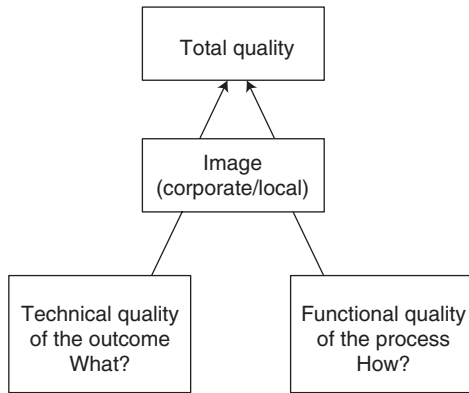 Total quality
Image
(corporate/local)
Technical quality
of the outcome
What?
Functional quality
of the process
How?